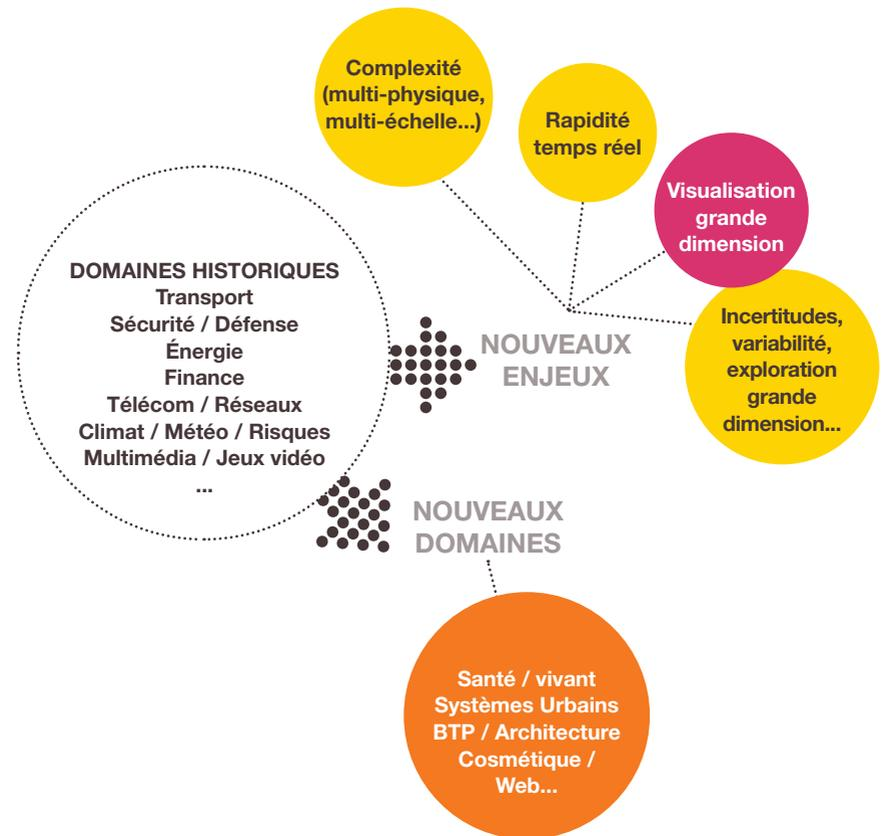 Complexité
(multi-physique,
multi-échelle...)
Rapidité
temps réel
Visualisation
grande
dimension
Incertitudes,
variabilité,
exploration
grande
dimension...
DOMAINES HISTORIQUES
Transport
Sécurité / Défense
Énergie
Finance
Télécom / Réseaux
Climat / Météo / Risques
Multimédia / Jeux vidéo
...
NOUVEAUX
ENJEUX
NOUVEAUX
DOMAINES
Santé / vivant
Systèmes Urbains
BTP / Architecture
Cosmétique /
Web...